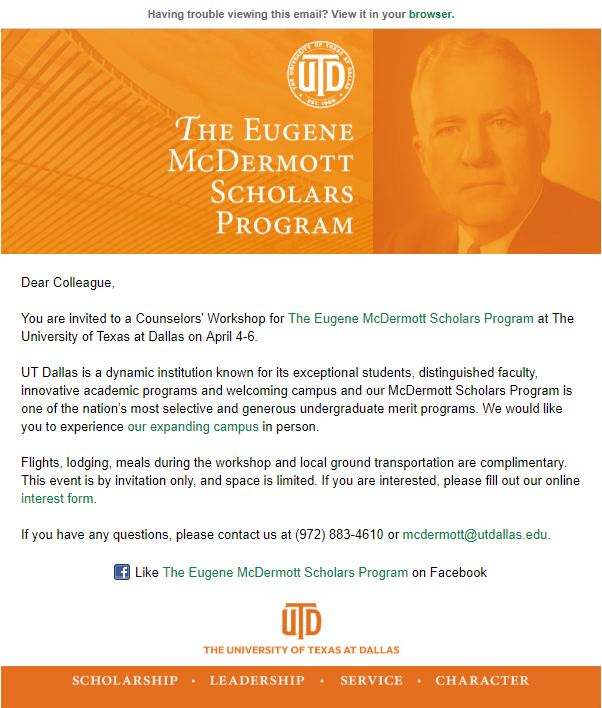 Having trouble viewing this email? View it in your browser.
THE UNIVERSITY OF TEXAS AT DALLAS
UTD
EST. 1969
The Eugene
McDermott
Scholars
Program
Dear Colleague,
You are invited to a Counselors' Workshop for The Eugene McDermott Scholars Program at The
University of Texas at Dallas on April 4-6.
UT Dallas is a dynamic institution known for its exceptional students, distinguished faculty,
innovative academic programs and welcoming campus and our McDermott Scholars Program is
one of the nation's most selective and generous undergraduate merit programs. We would like
you to experience our expanding campus in person.
Flights, lodging, meals during the workshop and local ground transportation are complimentary.
This event is by invitation only, and space is limited. If you are interested, please fill out our online
interest form.
If you have any questions, please contact us at (972) 883-4610 or mcdermott@utdallas.edu.
f Like The Eugene McDermott Scholars Program on Facebook
UTD
THE UNIVERSITY OF TEXAS AT DALLAS
SCHOLARSHIP · LEADERSHIP · SERVICE · CHARACTER